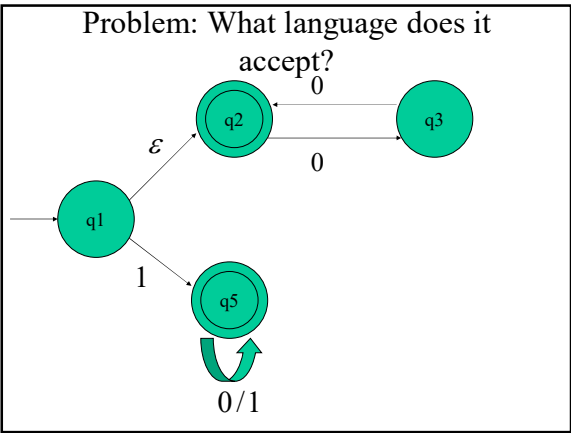 Problem: What language does it
accept?
0
q2
q3
ε
0
q1
1
q5
0/1